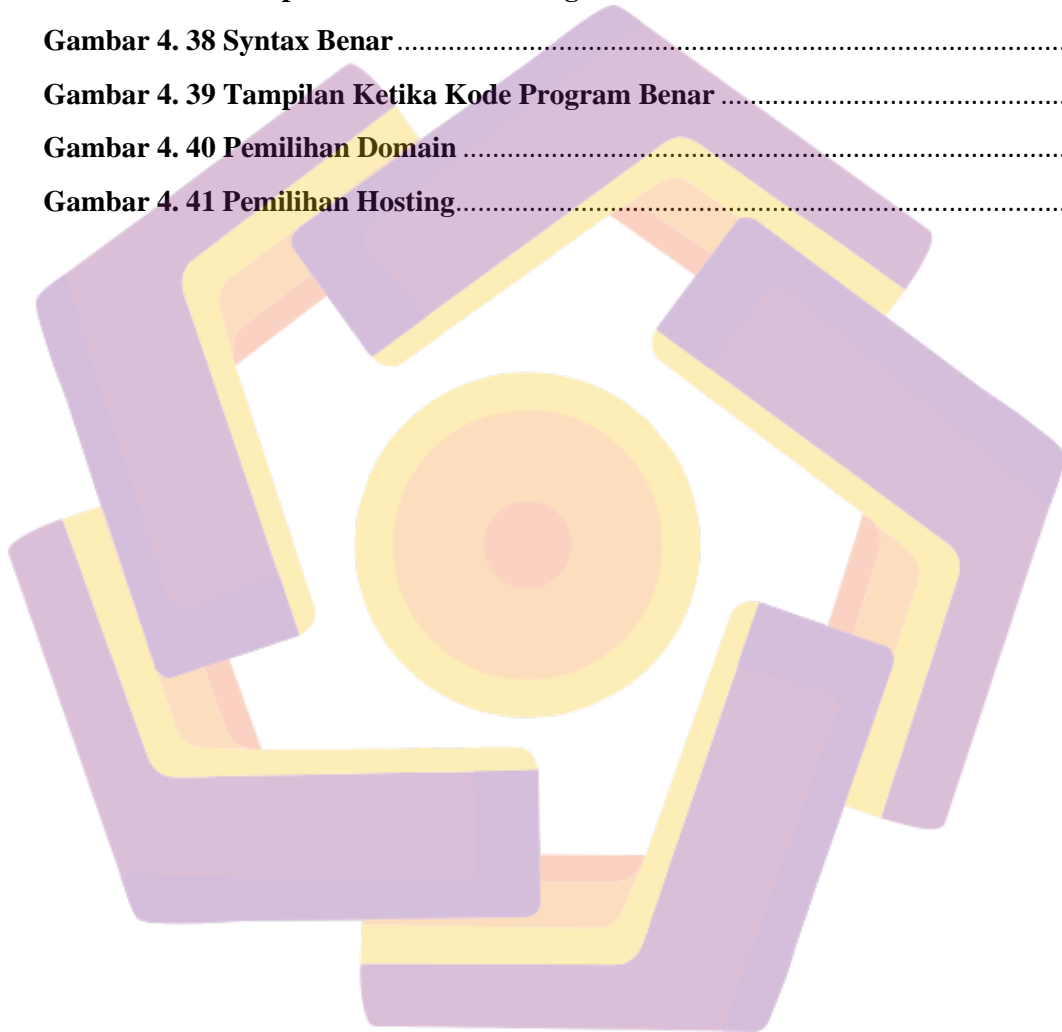 Gambar 4. 38 Syntax Benar
Gambar 4. 39 Tampilan Ketika Kode Program Benar
Gambar 4. 40 Pemilihan Domain
Gambar 4. 41 Pemilihan Hosting